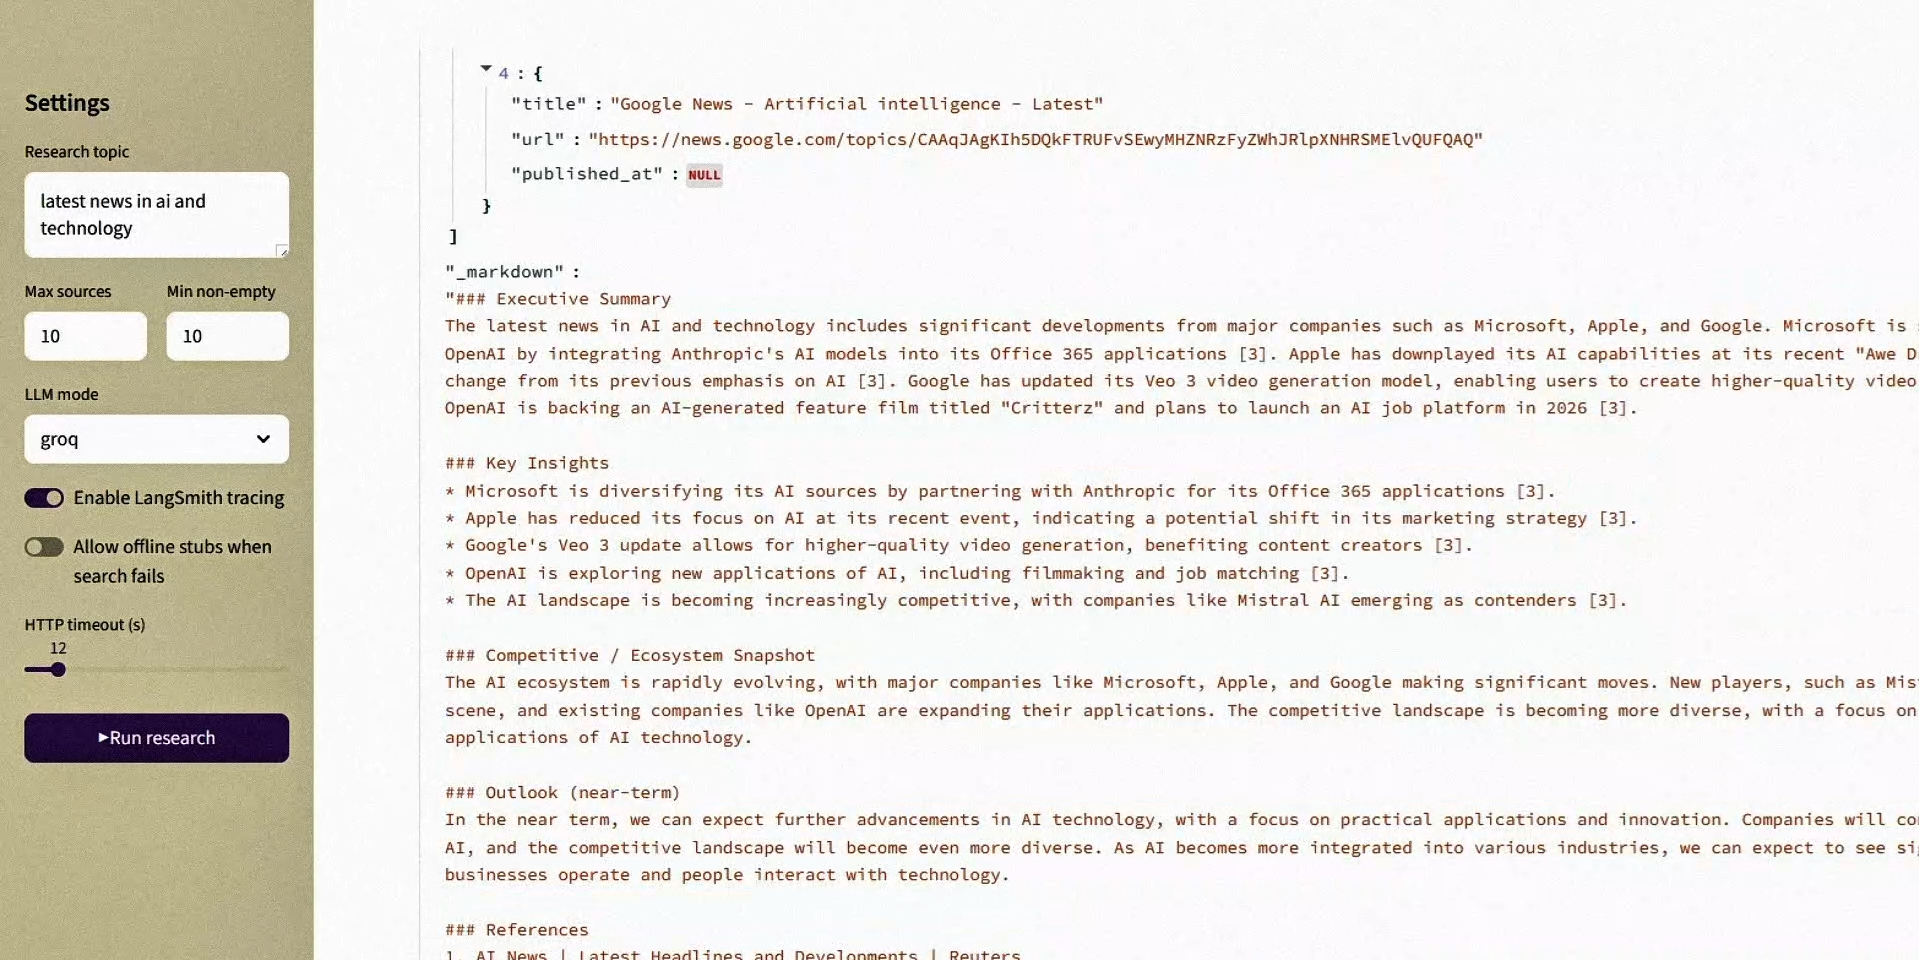 Settings
Research topic
latest news in ai and
technology
Max sources
Min non-empty
10
10
LLM mode
groq
Enable LangSmith tracing
Allow offline stubs when
search fails
HTTP timeout (s)
12
▸Run research
4 : {
"title" : "Google News - Artificial intelligence - Latest"
"url" : "https://news.google.com/topics/CAAqJAgKIh5DQkFTRUFvSEwyMHZNRzFyZWhJRlpXNHRSMElvQUFQAQ"
"published_at" : NULL
}
]
"_markdown" :
"### Executive Summary
The latest news in AI and technology includes significant developments from major companies such as Microsoft, Apple, and Google. Microsoft is
OpenAI by integrating Anthropic's AI models into its Office 365 applications [3]. Apple has downplayed its AI capabilities at its recent "Awe D
change from its previous emphasis on AI [3]. Google has updated its Veo 3 video generation model, enabling users to create higher-quality video
OpenAI is backing an AI-generated feature film titled "Critterz" and plans to launch an AI job platform in 2026 [3].
### Key Insights
* Microsoft is diversifying its AI sources by partnering with Anthropic for its Office 365 applications [3].
* Apple has reduced its focus on AI at its recent event, indicating a potential shift in its marketing strategy [3].
* Google's Veo 3 update allows for higher-quality video generation, benefiting content creators [3].
* OpenAI is exploring new applications of AI, including filmmaking and job matching [3].
* The AI landscape is becoming increasingly competitive, with companies like Mistral AI emerging as contenders [3].
### Competitive / Ecosystem Snapshot
The AI ecosystem is rapidly evolving, with major companies like Microsoft, Apple, and Google making significant moves. New players, such as Mis
scene, and existing companies like OpenAI are expanding their applications. The competitive landscape is becoming more diverse, with a focus on
applications of AI technology.
### Outlook (near-term)
In the near term, we can expect further advancements in AI technology, with a focus on practical applications and innovation. Companies will co
AI, and the competitive landscape will become even more diverse. As AI becomes more integrated into various industries, we can expect to see si
businesses operate and people interact with technology.
### References
1. AI News | Latest Headlines and Developments | Reuters